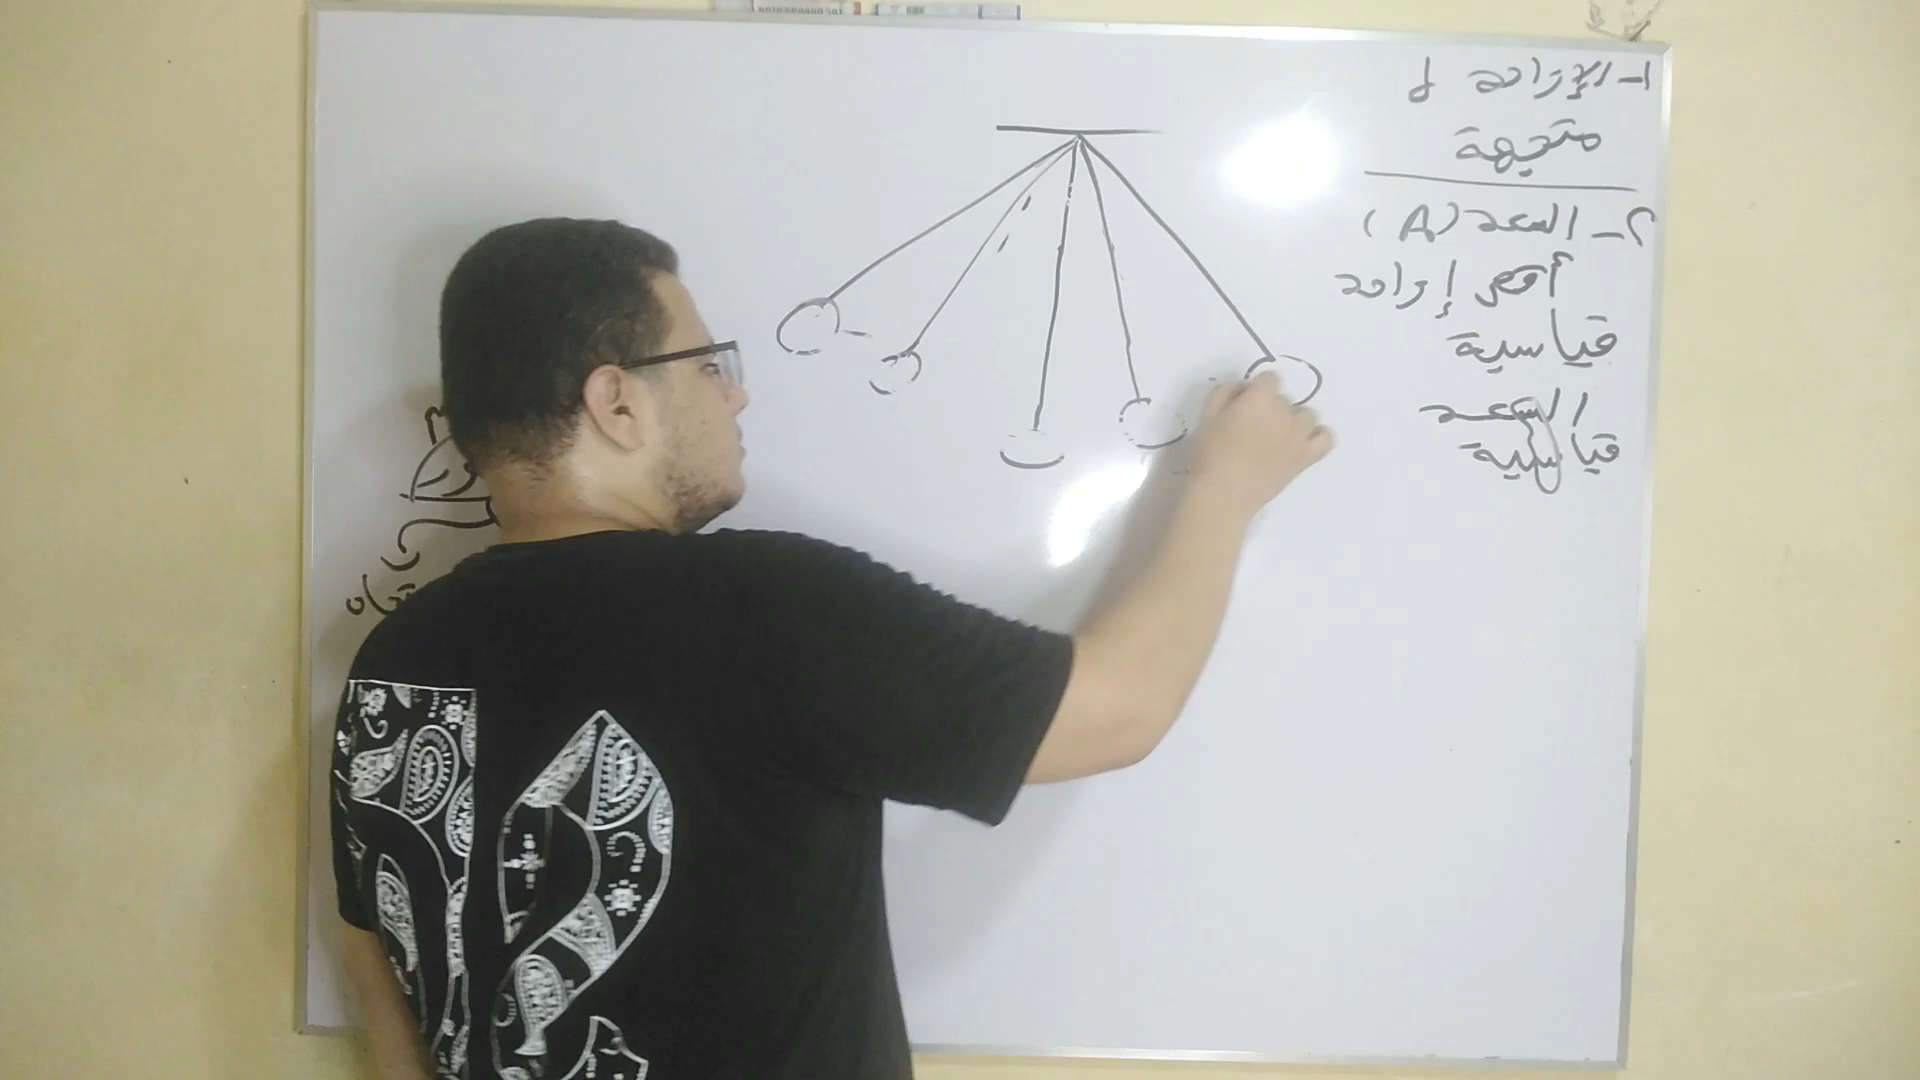 ١- الإزاحة d
متجهة
٢- السعة (A)
أقصى إزاحة
قياسية
السعة
قياسية